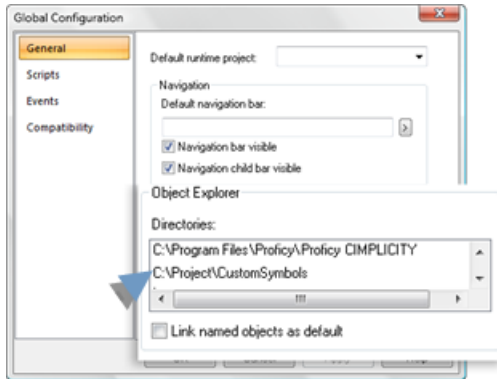 Global Configuration
General
Scripts
Events
Compatibility
Default runtime project:
Navigation
Default navigation bar:
Navigation bar visible
Navigation child bar visible
Object Explorer
Directories:
C:\Program Files\Proficy\Proficy CIMPLICITY
C:\Project\CustomSymbols
Link named objects as default